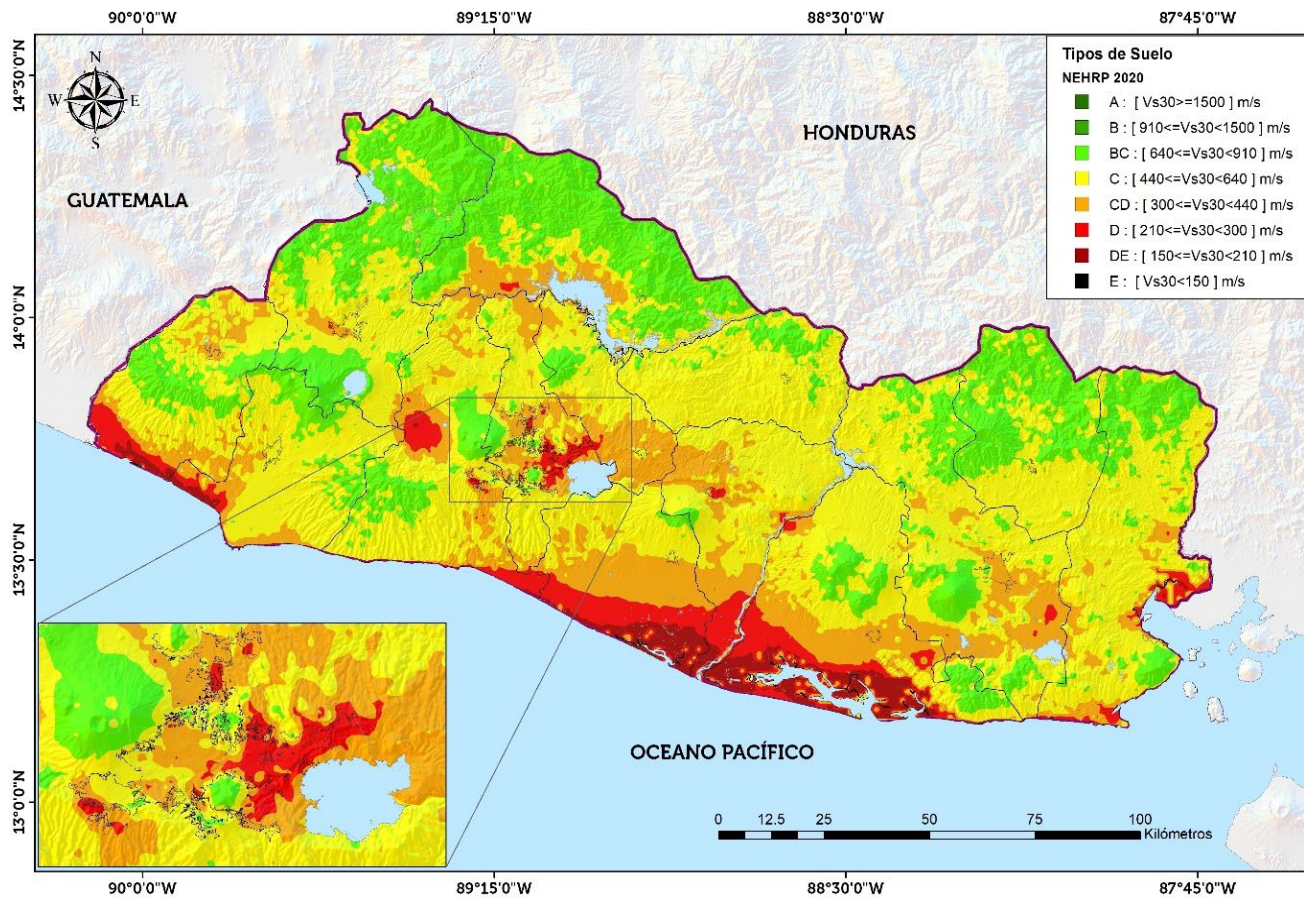 90°0'0"W 89°15'0"W 88°30'0"W 87°45'0"W
14°30'0"N
14°0'0"N
13°30'0"N
13°0'0"N
N
W E
S
GUATEMALA
HONDURAS
OCEANO PACÍFICO
Tipos de Suelo
NEHRP 2020
A : [ Vs30>=1500 ] m/s
B : [ 910<=Vs30<1500 ] m/s
BC : [ 640<=Vs30<910 ] m/s
C : [ 440<=Vs30<640 ] m/s
CD : [ 300<=Vs30<440 ] m/s
D : [ 210<=Vs30<300 ] m/s
DE : [ 150<=Vs30<210 ] m/s
E : [ Vs30<150 ] m/s
0 12.5 25 50 75 100
Kilómetros
90°0'0"W 89°15'0"W 88°30'0"W 87°45'0"W